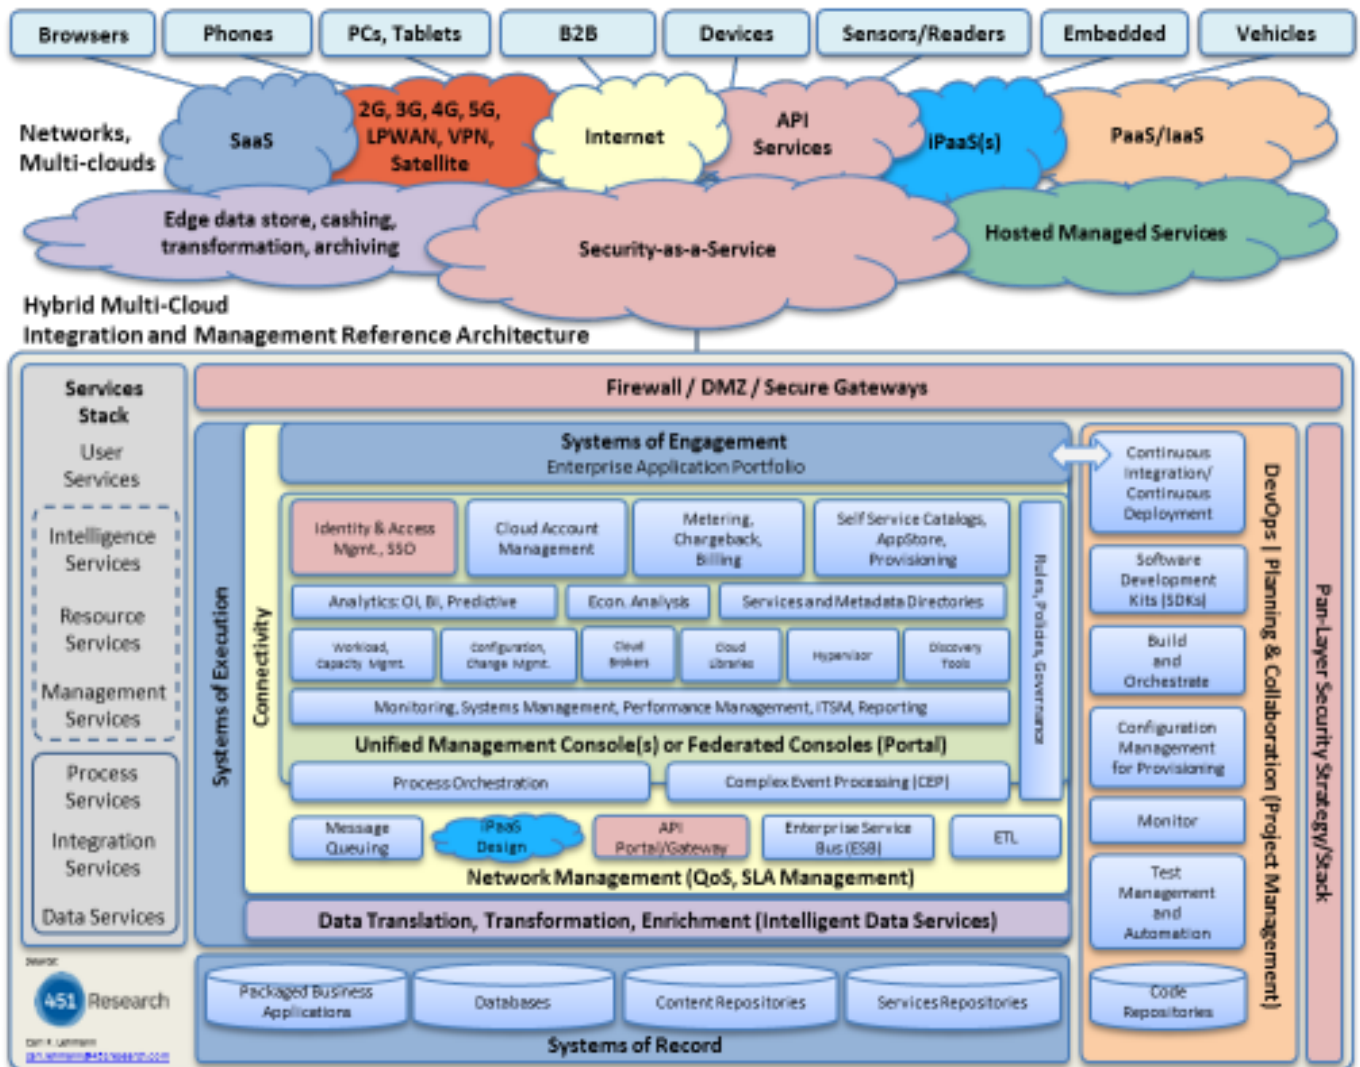 Browsers
Phones
PCs, Tablets
B2B
Devices
Sensors/Readers
Embedded
Vehicles
Networks,
Multi-clouds
SaaS
2G, 3G, 4G, 5G,
LPWAN, VPN,
Satellite
Internet
API
Services
iPaaS(s)
PaaS/IaaS
Edge data store, cashing,
transformation, archiving
Security-as-a-Service
Hosted Managed Services
Hybrid Multi-Cloud
Integration and Management Reference Architecture
Services
Stack
User
Services
Intelligence
Services
Resource
Services
Management
Services
Process
Services
Integration
Services
Data Services
Firewall / DMZ / Secure Gateways
Systems of Execution
Connectivity
Systems of Engagement
Enterprise Application Portfolio
Identity & Access
Mgmt., SSO
Cloud Account
Management
Metering,
Chargeback,
Billing
Self Service Catalogs,
AppStore,
Provisioning
Rules, Policies, Governance
Analytics: OI, BI, Predictive
Econ. Analysis
Services and Metadata Directories
Workload,
Capacity Mgmt.
Configuration,
Change Mgmt.
Cloud
Brokers
Cloud
Libraries
Hypervisor
Discovery
Tools
Monitoring, Systems Management, Performance Management, ITSM, Reporting
Unified Management Console(s) or Federated Consoles (Portal)
Process Orchestration
Complex Event Processing (CEP)
Message
Queuing
iPaaS
Design
API
Portal/Gateway
Enterprise Service
Bus (ESB)
ETL
Network Management (QoS, SLA Management)
Data Translation, Transformation, Enrichment (Intelligent Data Services)
Packaged Business
Applications
Databases
Content Repositories
Services Repositories
Systems of Record
Continuous
Integration/
Continuous
Deployment
Software
Development
Kits (SDKs)
Build
and
Orchestrate
Configuration
Management
for Provisioning
Monitor
Test
Management
and
Automation
Code
Repositories
DevOps | Planning & Collaboration (Project Management)
Pan-Layer Security Strategy/Stack
Source:
451 Research